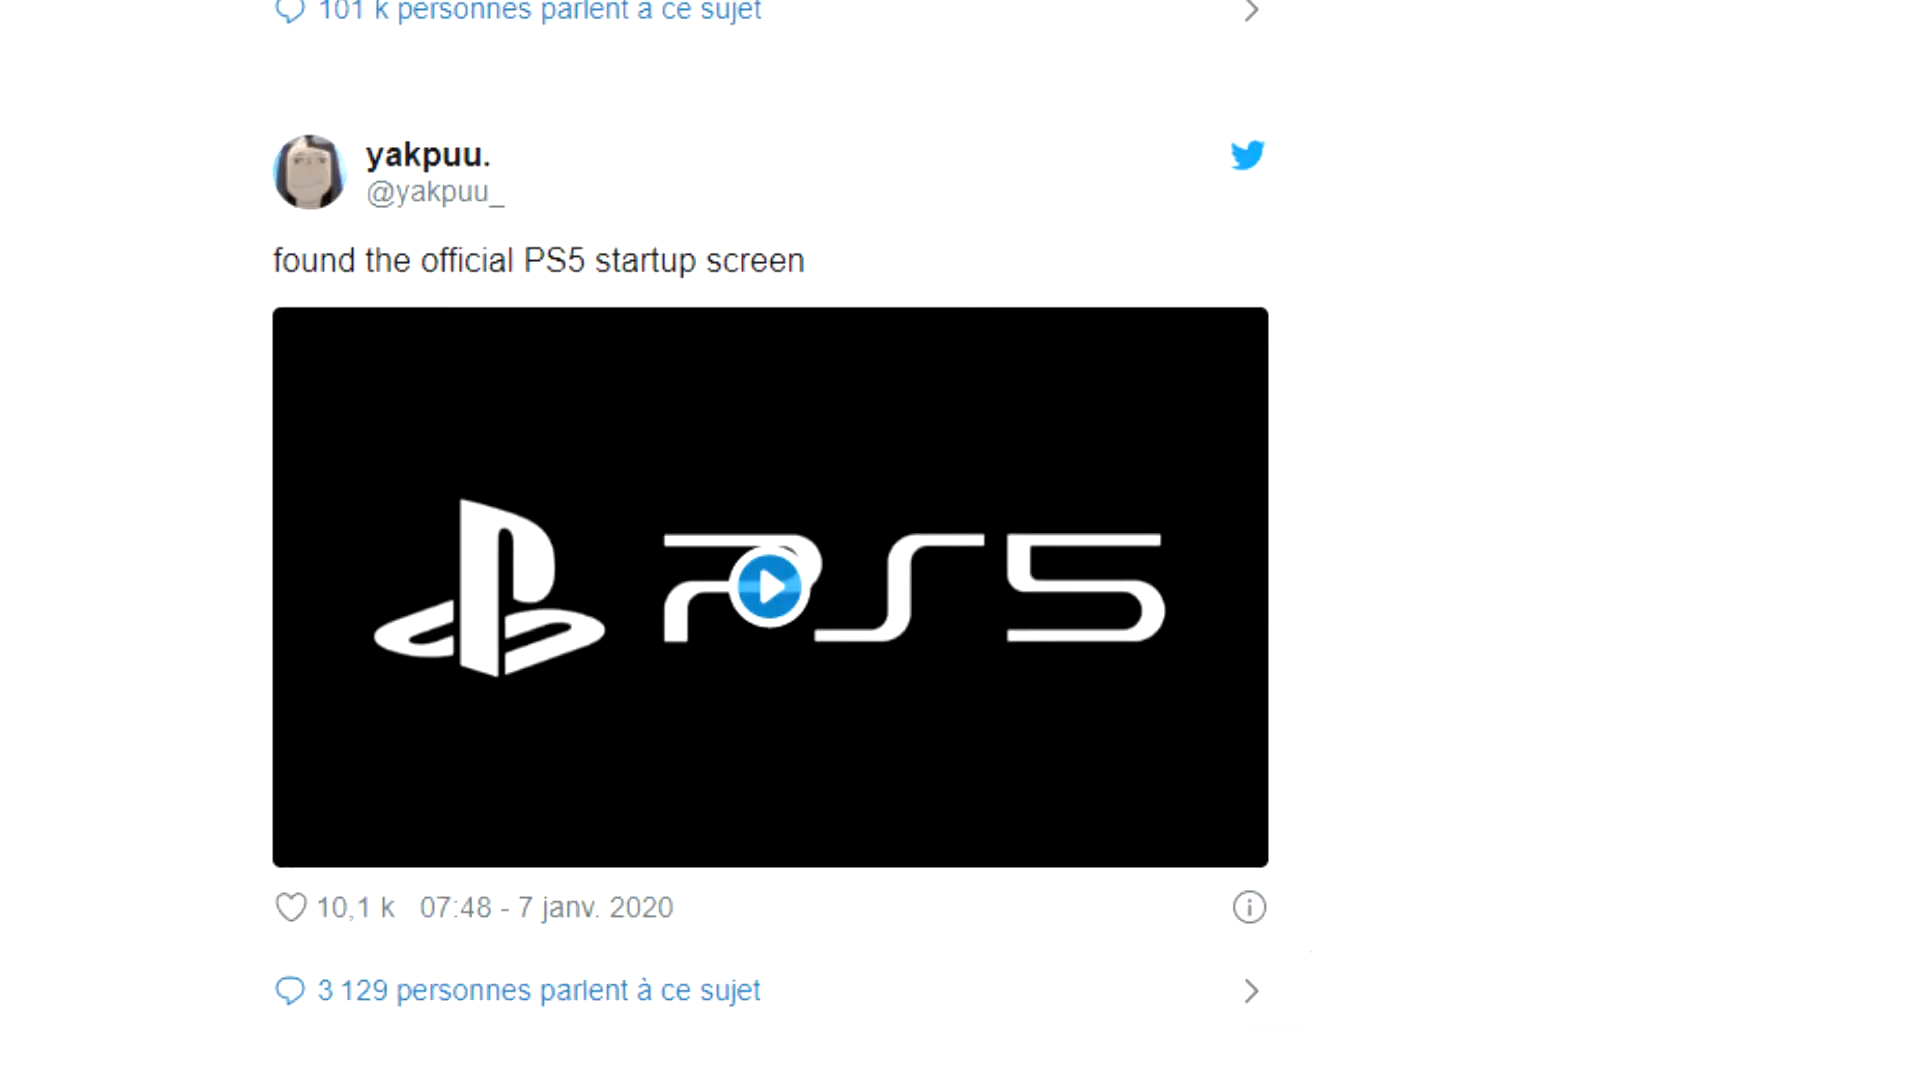 101 k personnes parlent à ce sujet
yakpuu.
@yakpuu_
found the official PS5 startup screen
PS5
10,1 k 07:48 - 7 janv. 2020
3 129 personnes parlent à ce sujet